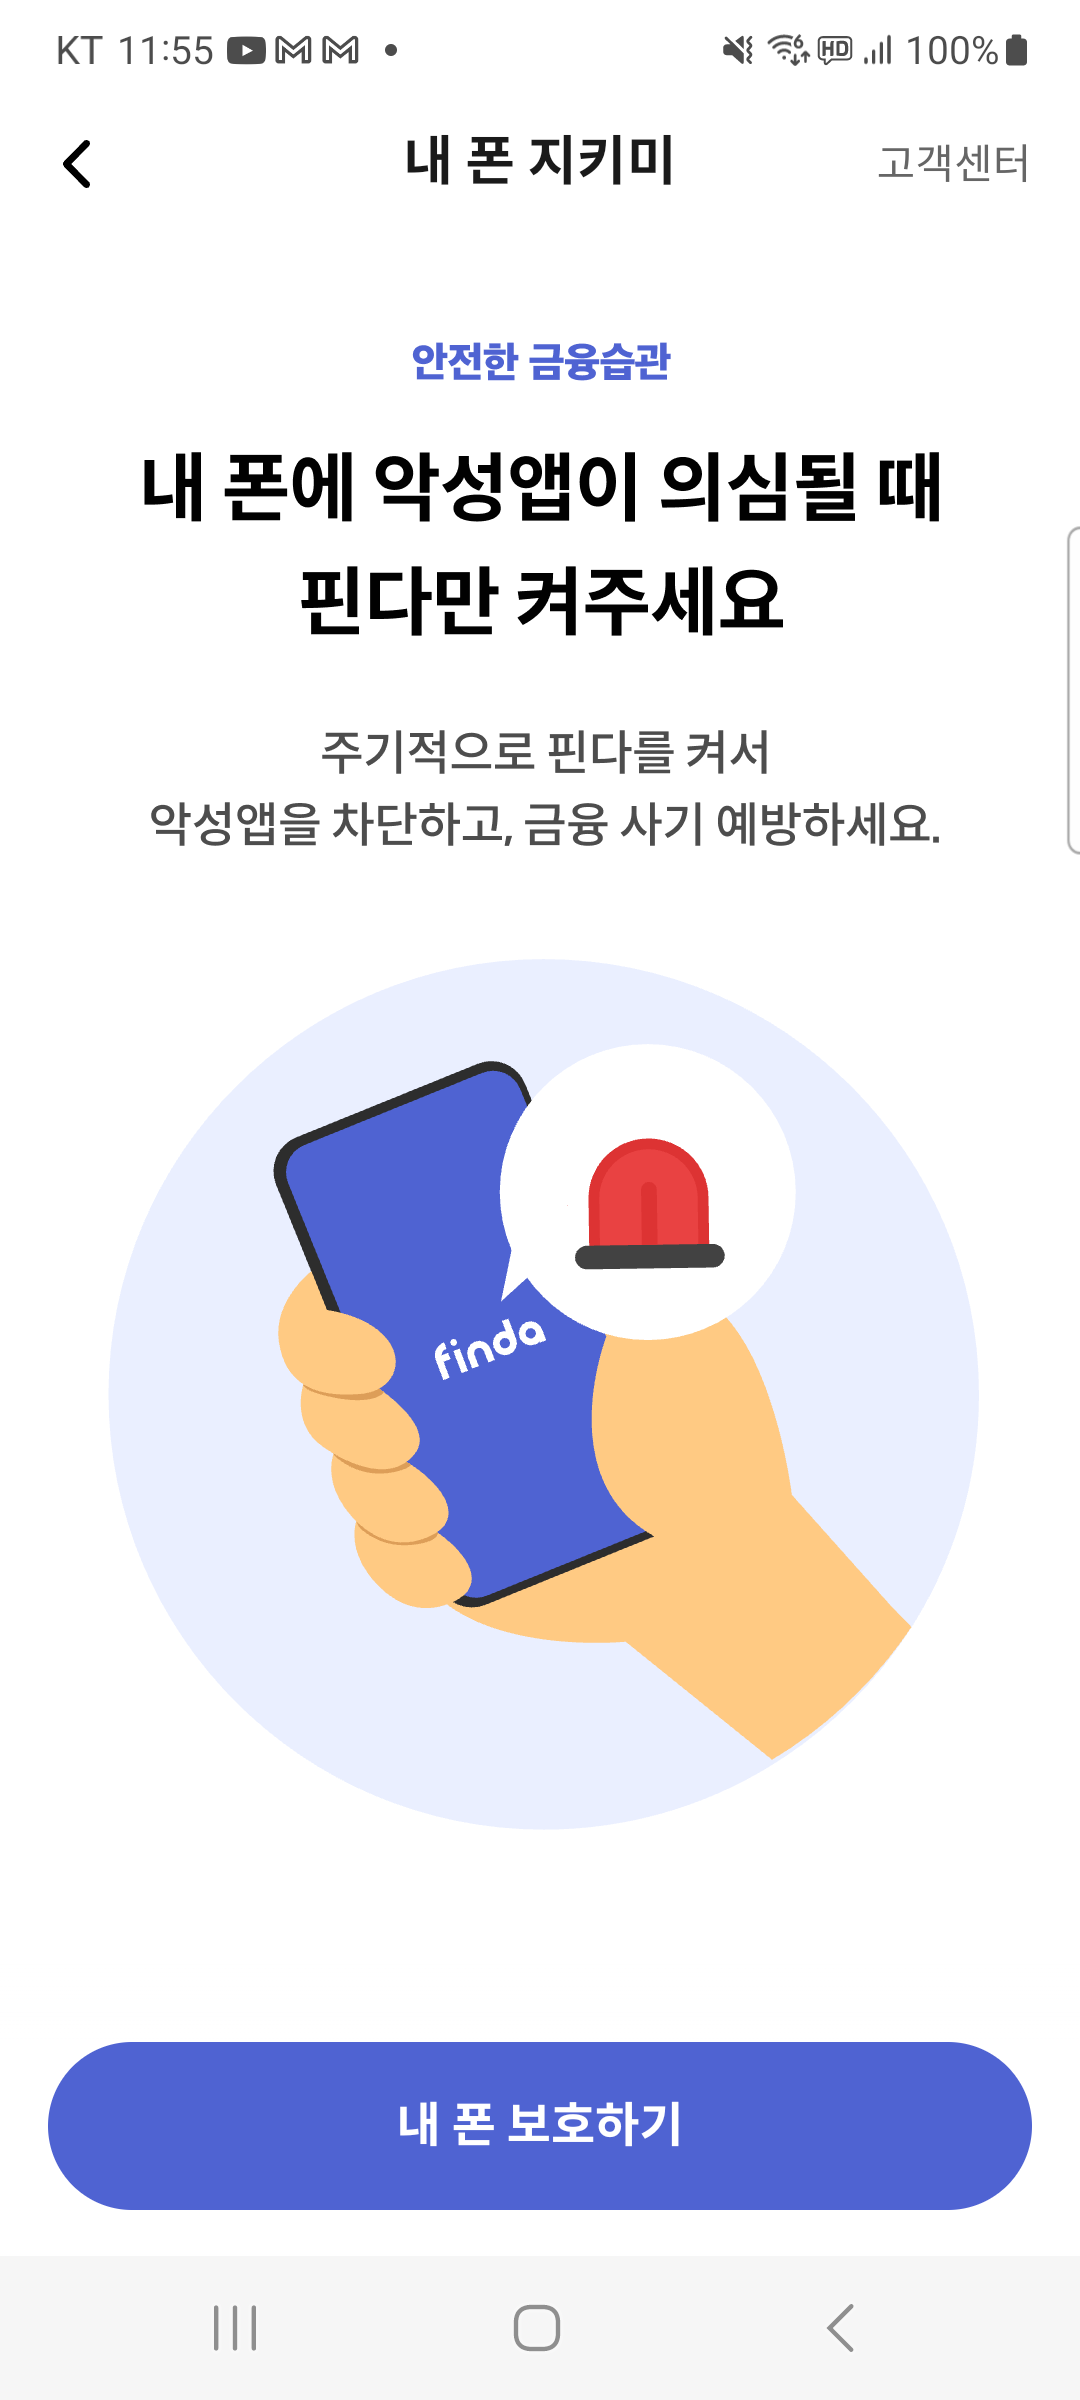 KT 11:55
HD 100%
내 폰 지키미
고객센터
안전한 금융습관
내 폰에 악성앱이 의심될 때
핀다만 켜주세요
주기적으로 핀다를 켜서
악성앱을 차단하고, 금융 사기 예방하세요.
finda
내 폰 보호하기